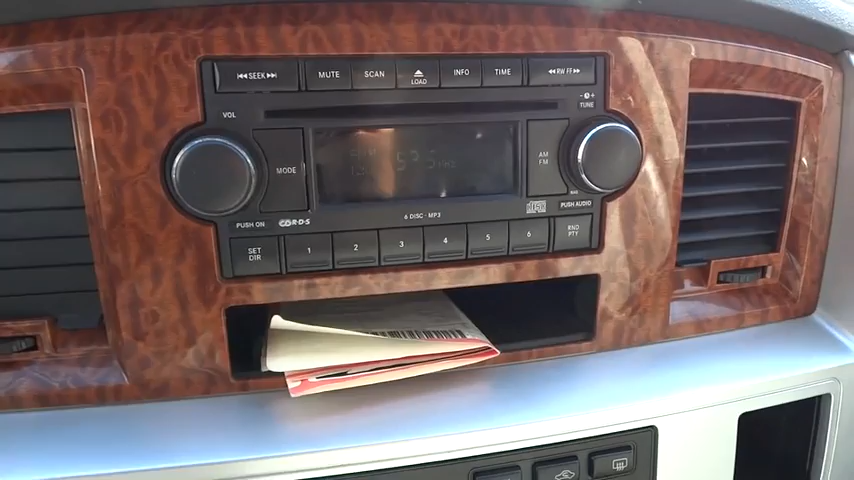 SEEK MUTE SCAN LOAD INFO TIME RW FF
VOL - + TUNE
MODE AM FM
PUSH ON R·D·S 6 DISC - MP3 DISC PUSH AUDIO
SET DIR 1 2 3 4 5 6 RND PTY